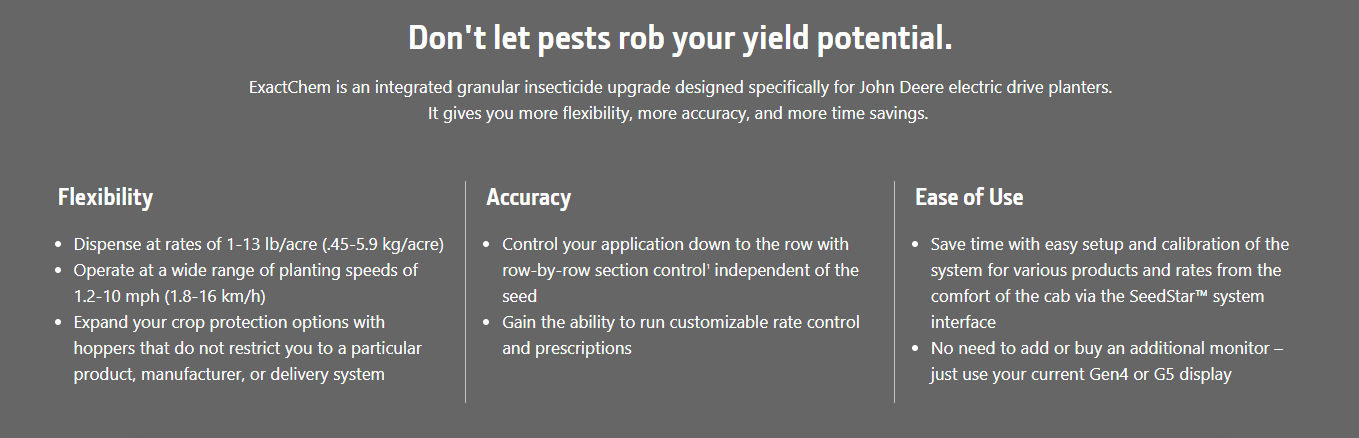 Don't let pests rob your yield potential.
ExactChem is an integrated granular insecticide upgrade designed specifically for John Deere electric drive planters.
It gives you more flexibility, more accuracy, and more time savings.
Flexibility
• Dispense at rates of 1-13 lb/acre (.45-5.9 kg/acre)
• Operate at a wide range of planting speeds of
1.2-10 mph (1.8-16 km/h)
• Expand your crop protection options with
hoppers that do not restrict you to a particular
product, manufacturer, or delivery system
Accuracy
• Control your application down to the row with
row-by-row section control¹ independent of the
seed
• Gain the ability to run customizable rate control
and prescriptions
Ease of Use
• Save time with easy setup and calibration of the
system for various products and rates from the
comfort of the cab via the SeedStar™ system
interface
• No need to add or buy an additional monitor –
just use your current Gen4 or G5 display